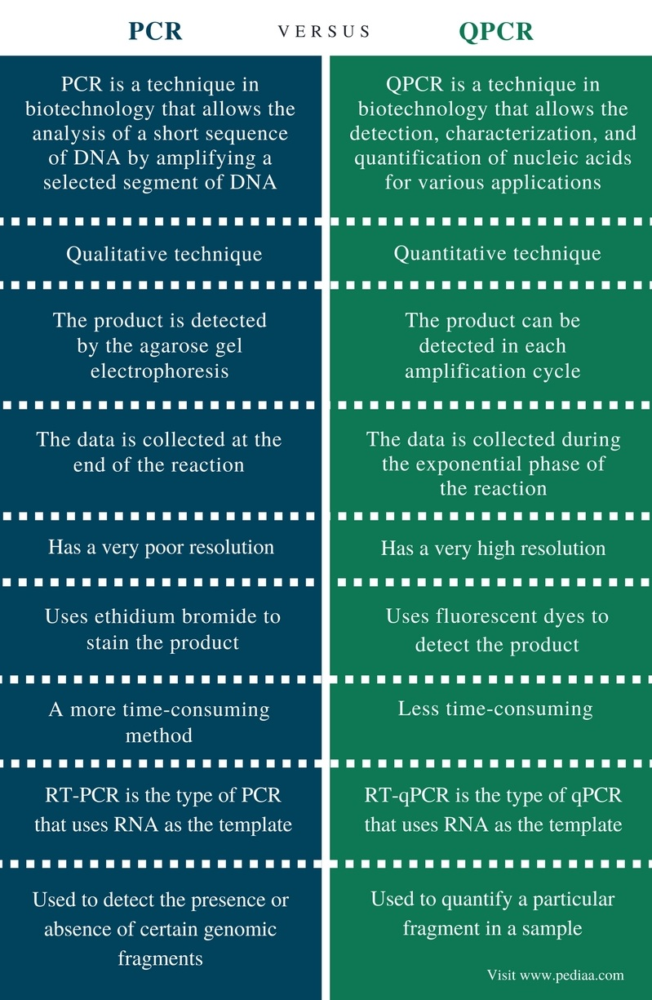 PCR VERSUS QPCR
PCR is a technique in
biotechnology that allows the
analysis of a short sequence
of DNA by amplifying a
selected segment of DNA
QPCR is a technique in
biotechnology that allows the
detection, characterization, and
quantification of nucleic acids
for various applications
Qualitative technique
Quantitative technique
The product is detected
by the agarose gel
electrophoresis
The product can be
detected in each
amplification cycle
The data is collected at the
end of the reaction
The data is collected during
the exponential phase of
the reaction
Has a very poor resolution
Has a very high resolution
Uses ethidium bromide to
stain the product
Uses fluorescent dyes to
detect the product
A more time-consuming
method
Less time-consuming
RT-PCR is the type of PCR
that uses RNA as the template
RT-qPCR is the type of qPCR
that uses RNA as the template
Used to detect the presence or
absence of certain genomic
fragments
Used to quantify a particular
fragment in a sample
Visit www.pediaa.com